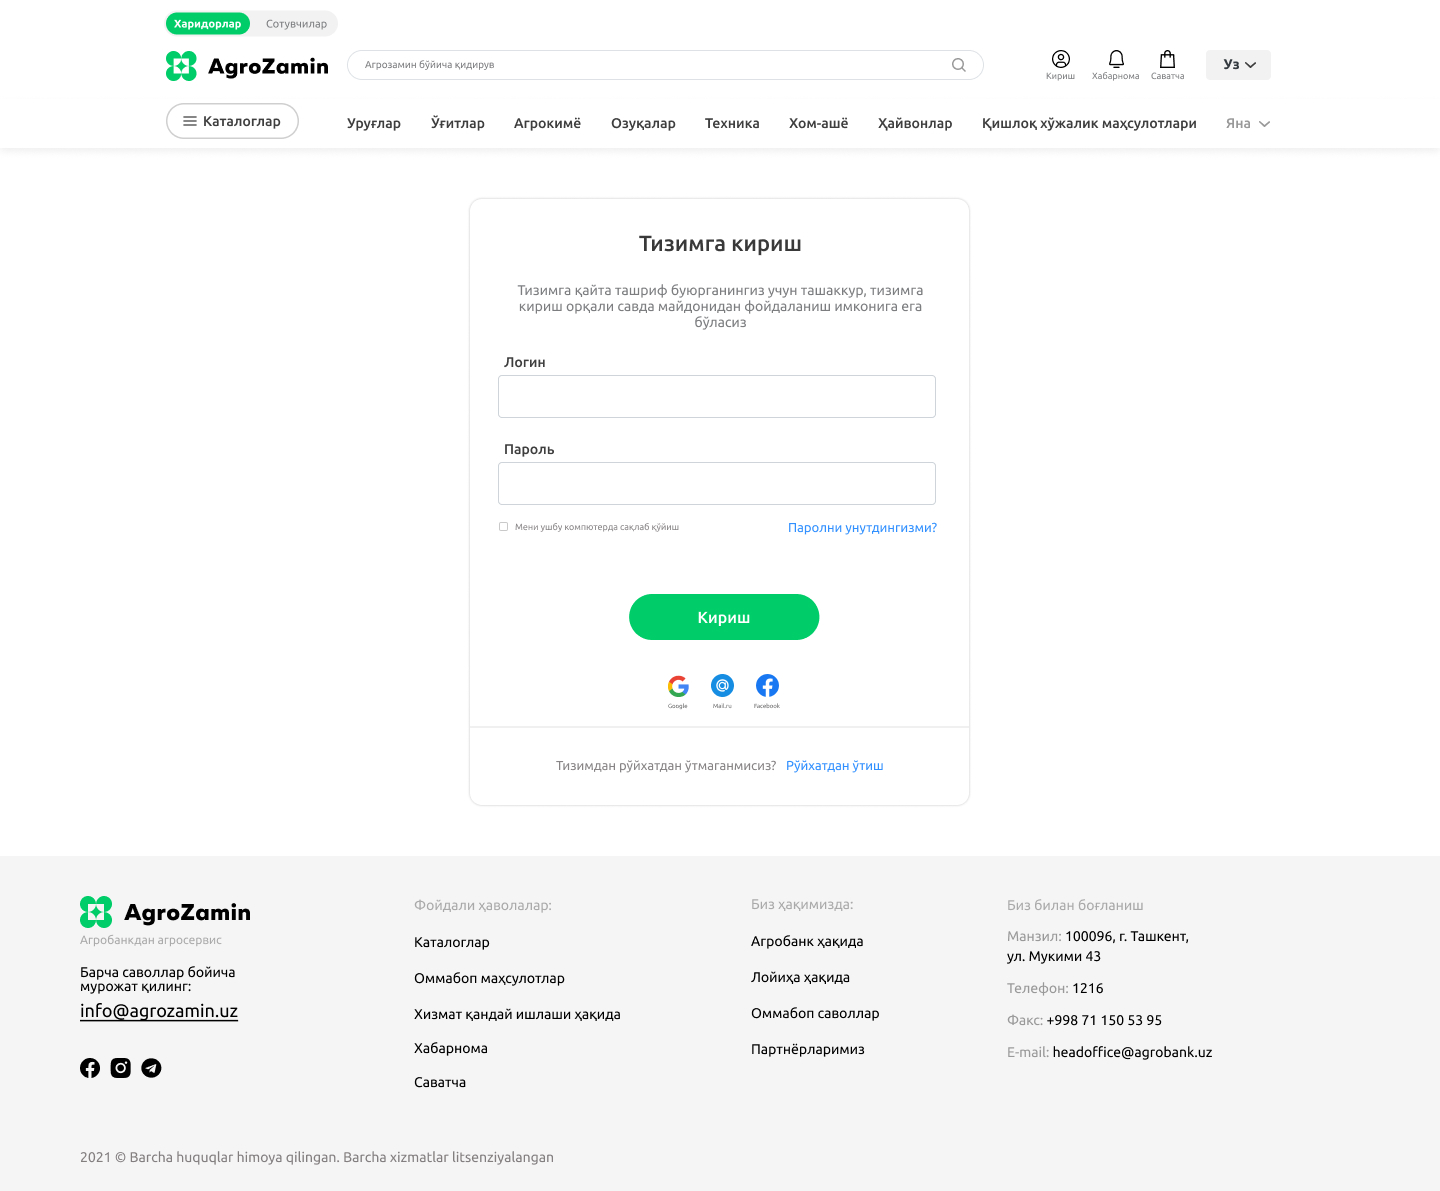 Харидорлар Сотувчилар
AgroZamin
Агрозамин бўйича қидирув
Кириш Хабарнома Саватча
Уз
Каталоглар
Уруғлар Ўғитлар Агрокимё Озуқалар Техника Хом-ашё Ҳайвонлар Қишлоқ хўжалик маҳсулотлари Яна
Тизимга кириш
Тизимга қайта ташриф буюрганингиз учун ташаккур, тизимга
кириш орқали савда майдонидан фойдаланиш имконига ега
бўласиз
Логин
Пароль
Мени ушбу компютерда сақлаб қўйиш
Паролни унутдингизми?
Кириш
Google Mail.ru Facebook
Тизимдан рўйхатдан ўтмаганмисиз? Рўйхатдан ўтиш
AgroZamin
Агробанкдан агросервис
Барча саволлар бойича
мурожат қилинг:
info@agrozamin.uz
Фойдали ҳаволалар:
Каталоглар
Оммабоп маҳсулотлар
Хизмат қандай ишлаши ҳақида
Хабарнома
Саватча
Биз ҳақимизда:
Агробанк ҳақида
Лойиҳа ҳақида
Оммабоп саволлар
Партнёрларимиз
Биз билан боғланиш
Манзил: 100096, г. Ташкент,
ул. Мукими 43
Телефон: 1216
Факс: +998 71 150 53 95
E-mail: headoffice@agrobank.uz
2021 © Barcha huquqlar himoya qilingan. Barcha xizmatlar litsenziyalangan